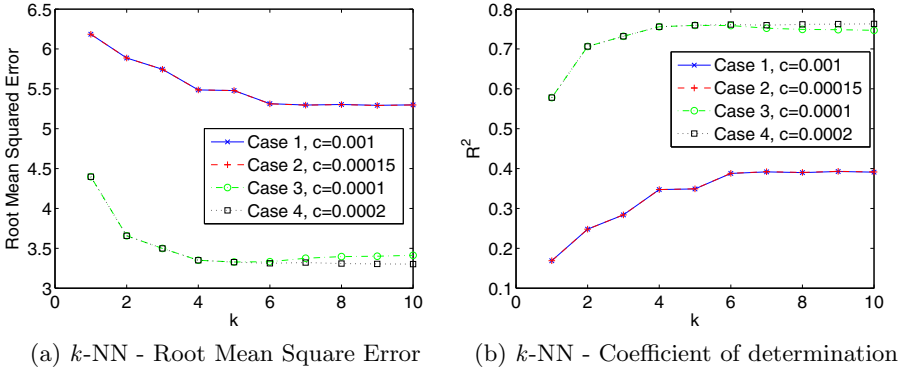 6.5
6
5.5
5
4.5
4
3.5
3
0
2
4
6
8
10
k
Root Mean Squared Error
Case 1, c=0.001
Case 2, c=0.00015
Case 3, c=0.0001
Case 4, c=0.0002
(a) k-NN - Root Mean Square Error
0.8
0.7
0.6
0.5
0.4
0.3
0.2
0.1
0
2
4
6
8
10
k
R²
Case 1, c=0.001
Case 2, c=0.00015
Case 3, c=0.0001
Case 4, c=0.0002
(b) k-NN - Coefficient of determination